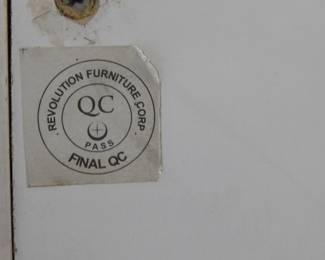 REVOLUTION FURNITURE CORP.
QC
PASS
FINAL QC